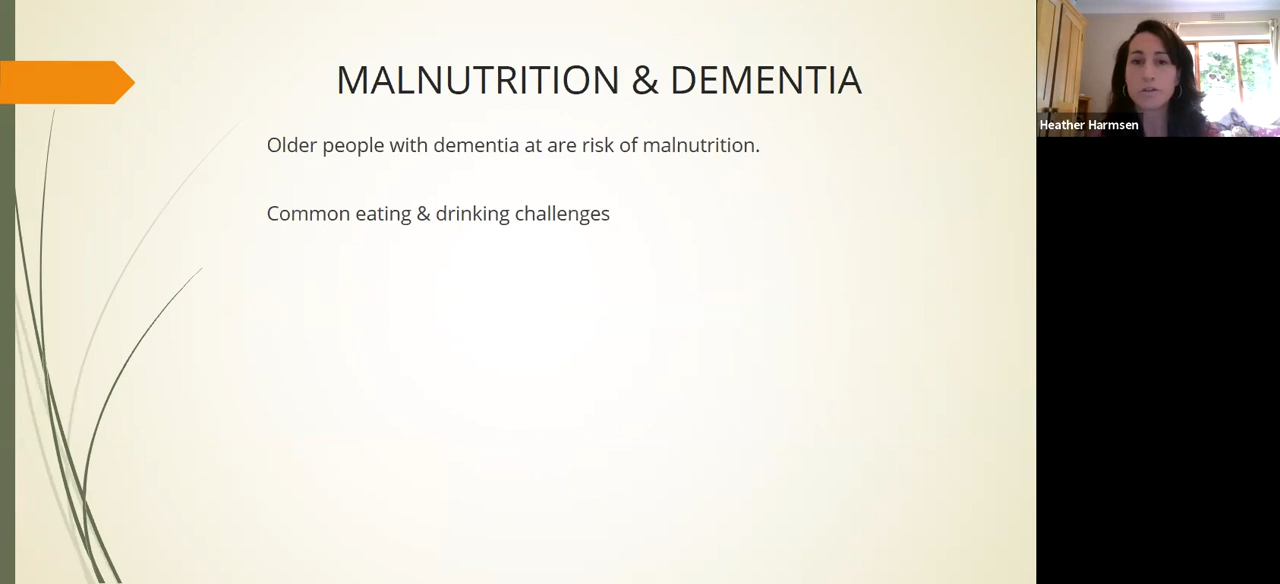 MALNUTRITION & DEMENTIA
Older people with dementia at are risk of malnutrition.
Common eating & drinking challenges
Heather Harmsen